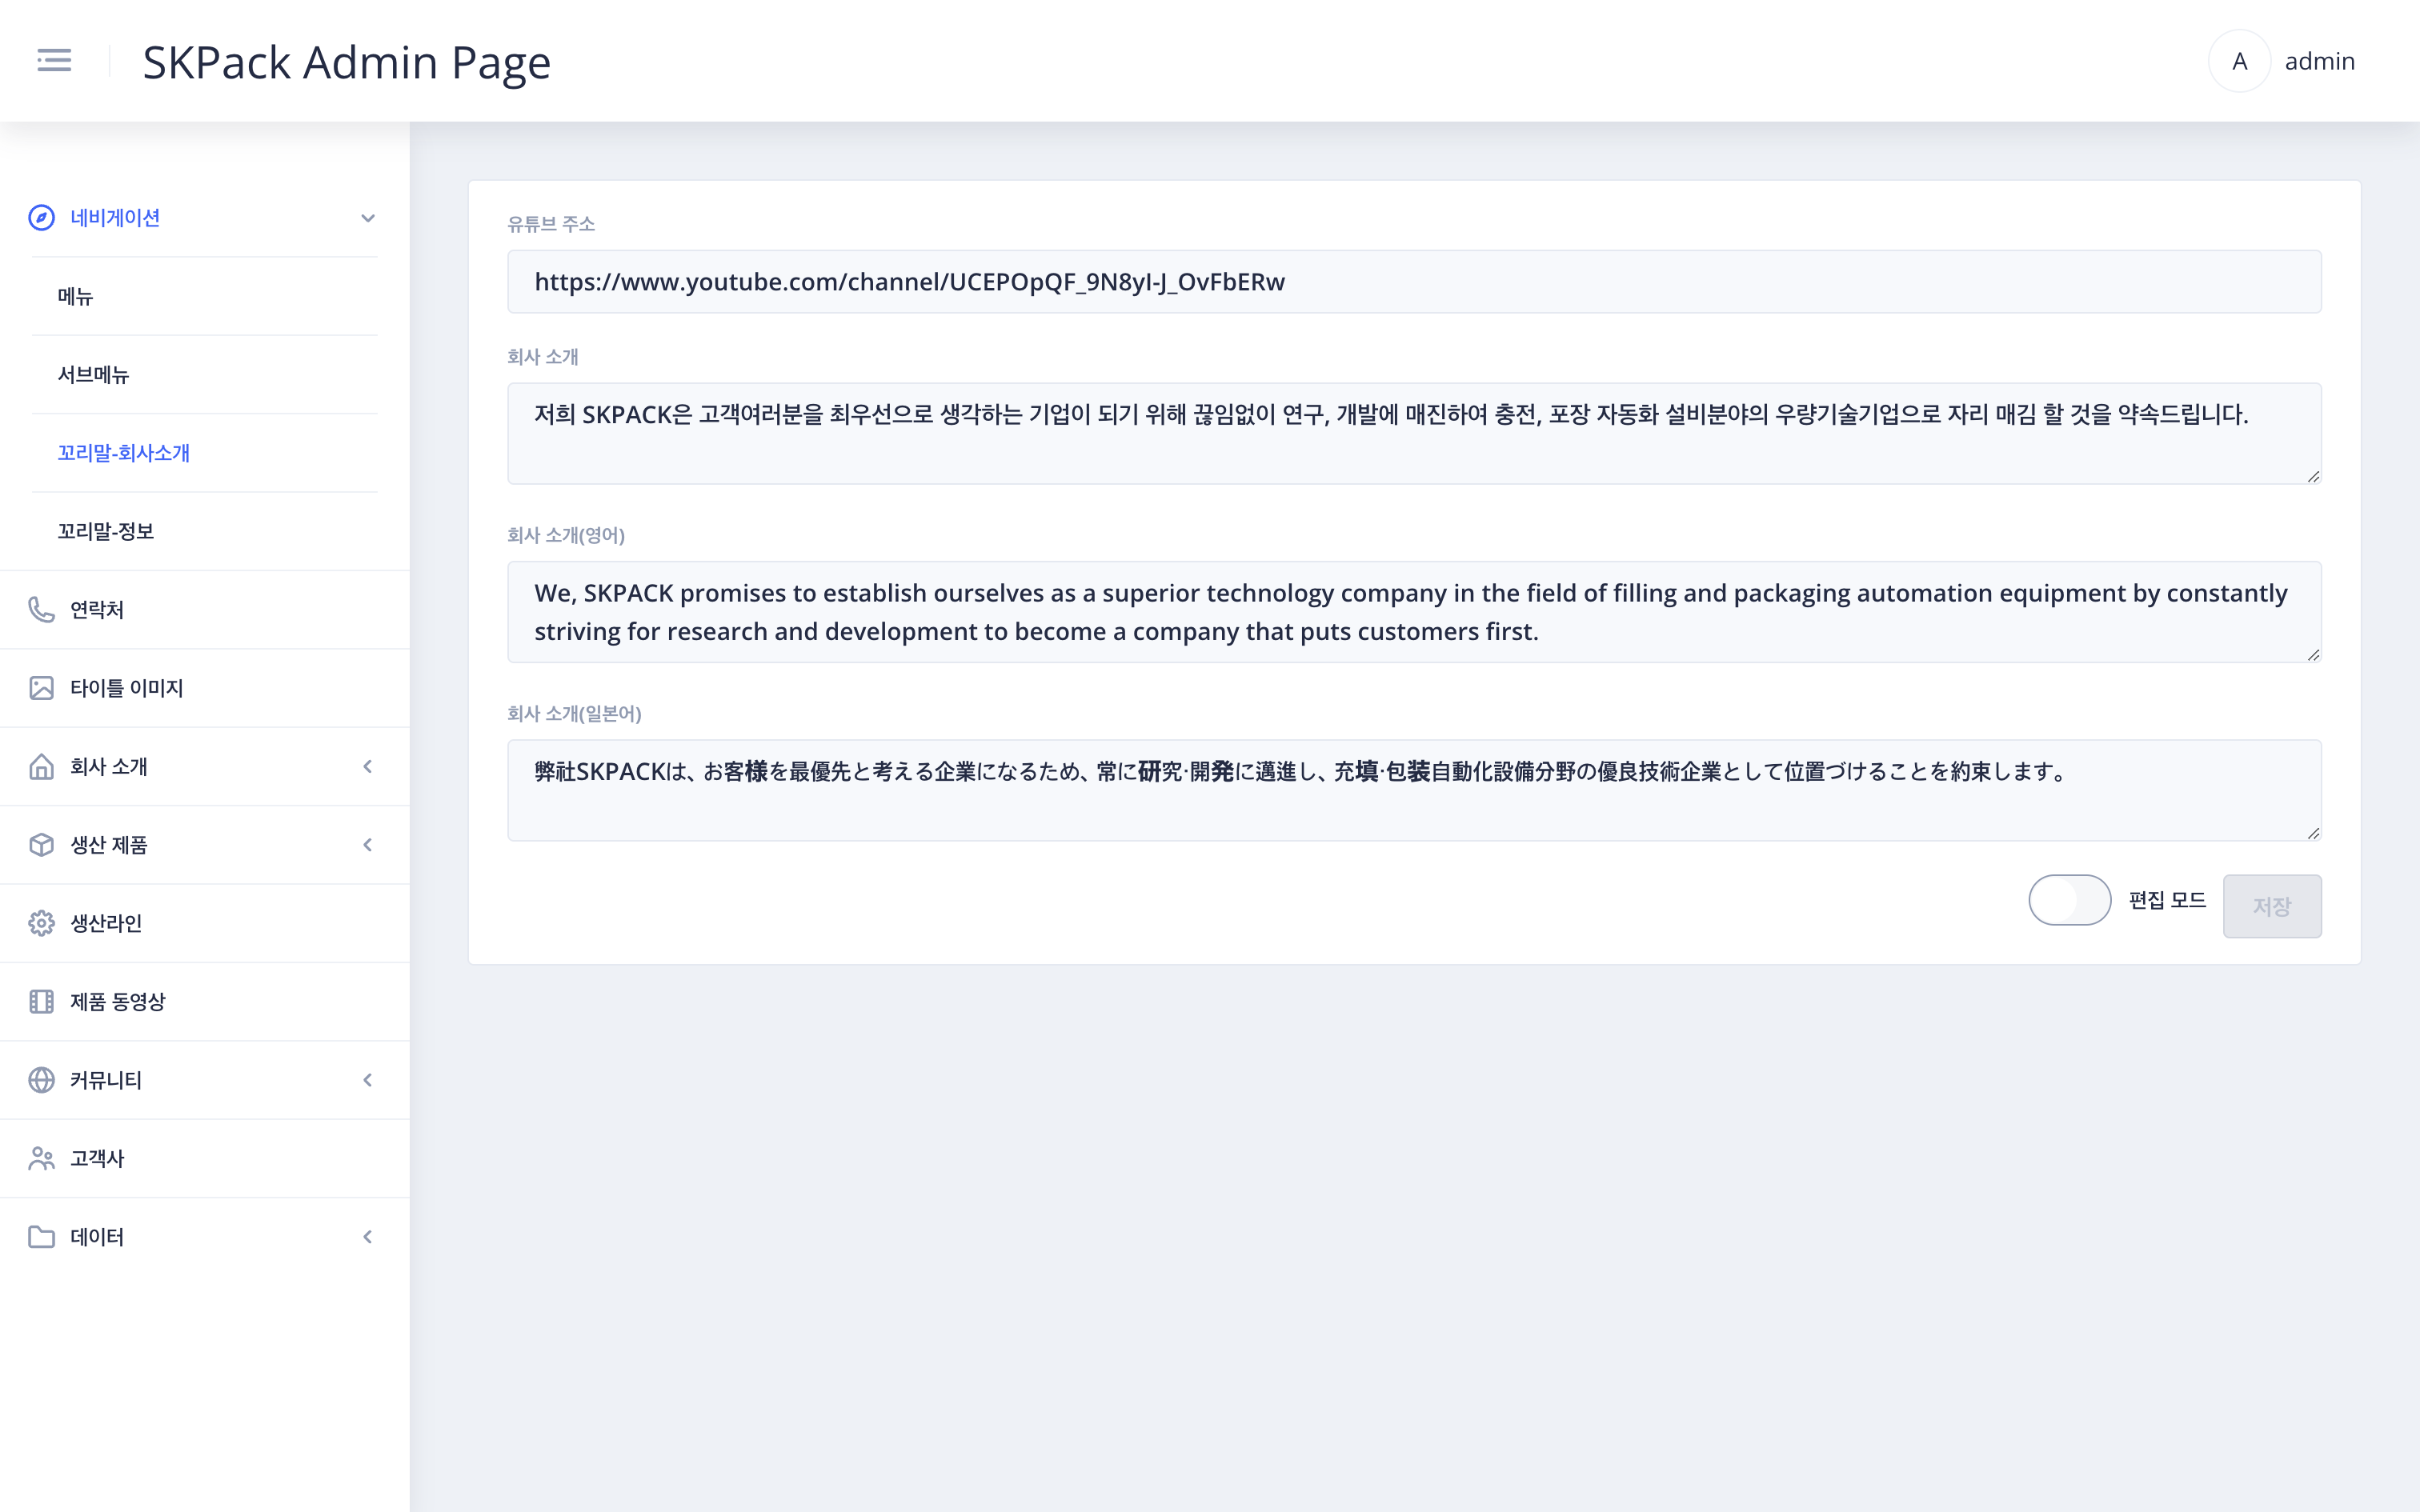 SKPack Admin Page
A
admin
네비게이션
메뉴
서브메뉴
꼬리말-회사소개
꼬리말-정보
연락처
타이틀 이미지
회사 소개
생산 제품
생산라인
제품 동영상
커뮤니티
고객사
데이터
유튜브 주소
https://www.youtube.com/channel/UCEPOpQF_9N8yI-J_OvFbERw
회사 소개
저희 SKPACK은 고객여러분을 최우선으로 생각하는 기업이 되기 위해 끊임없이 연구, 개발에 매진하여 충전, 포장 자동화 설비분야의 우량기술기업으로 자리 매김 할 것을 약속드립니다.
회사 소개(영어)
We, SKPACK promises to establish ourselves as a superior technology company in the field of filling and packaging automation equipment by constantly
striving for research and development to become a company that puts customers first.
회사 소개(일본어)
弊社SKPACKは、お客様を最優先と考える企業になるため、常に研究·開発に邁進し、充填·包装自動化設備分野の優良技術企業として位置づけることを約束します。
편집 모드
저장